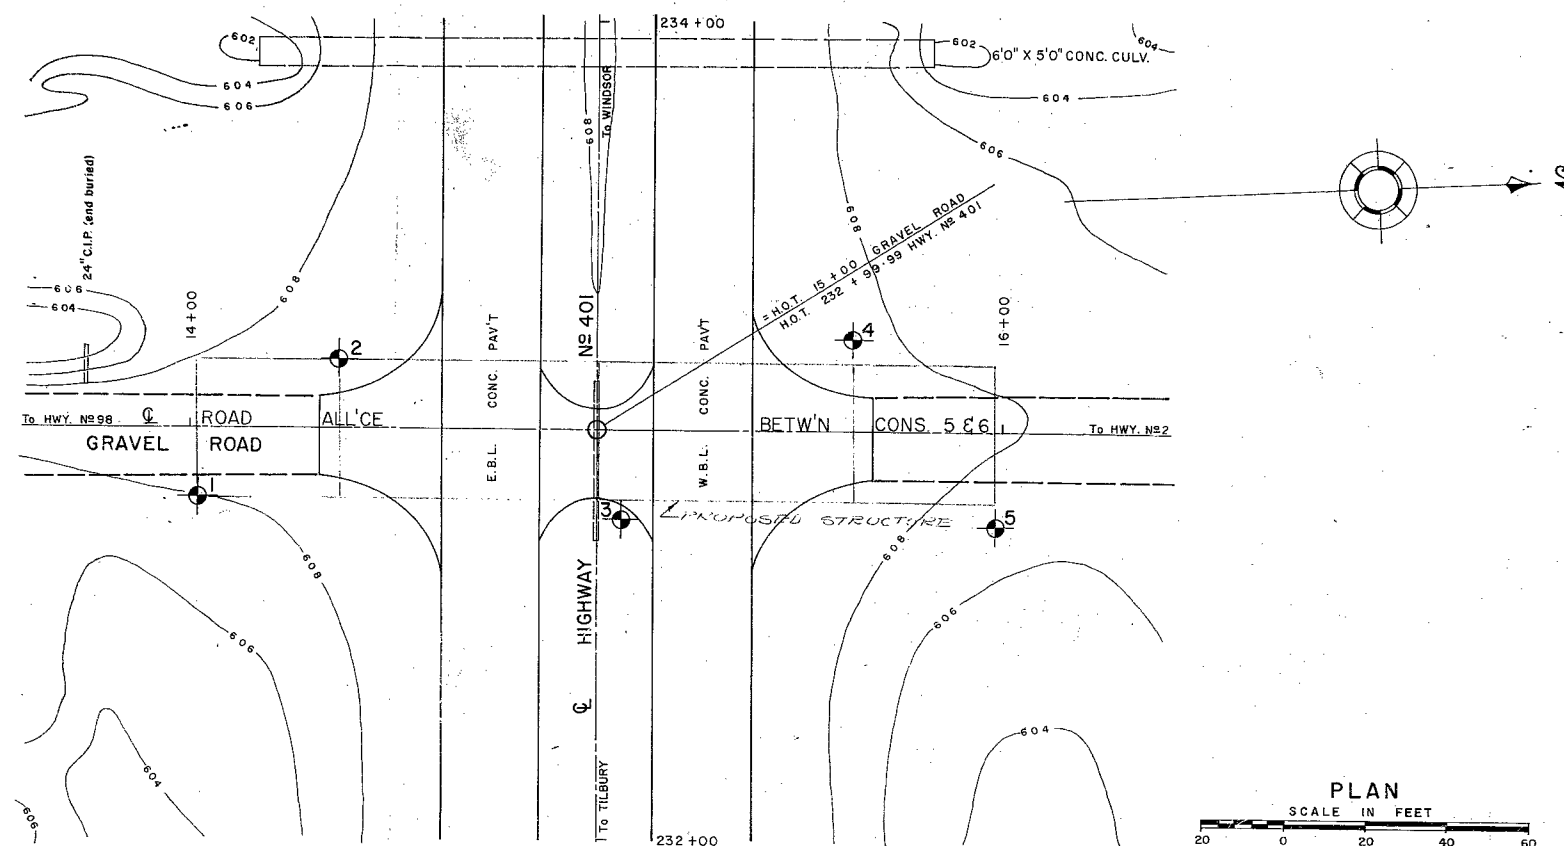 234+00
602
602
6'0" X 5'0" CONC. CULV.
604
604
606
604
To WINDSOR
608
606
24" C.I.P. (end buried)
608
= H.O.T. 15+00 GRAVEL ROAD
H.O.T. 232 + 99.99 HWY. Nº 401
606
604
608
14+00
Nº 401
PAV'T
CONC.
PAV'T
CONC.
4
16+00
2
To HWY. Nº 98
℄
ROAD
ALL'CE
BETW'N
CONS. 5 & 6
To HWY. Nº 2
GRAVEL
ROAD
E.B.L.
W.B.L.
1
3
PROPOSED STRUCTURE
5
608
608
HIGHWAY
606
606
℄
604
604
606
To TILBURY
232+00
PLAN
SCALE IN FEET
20 0 20 40 60